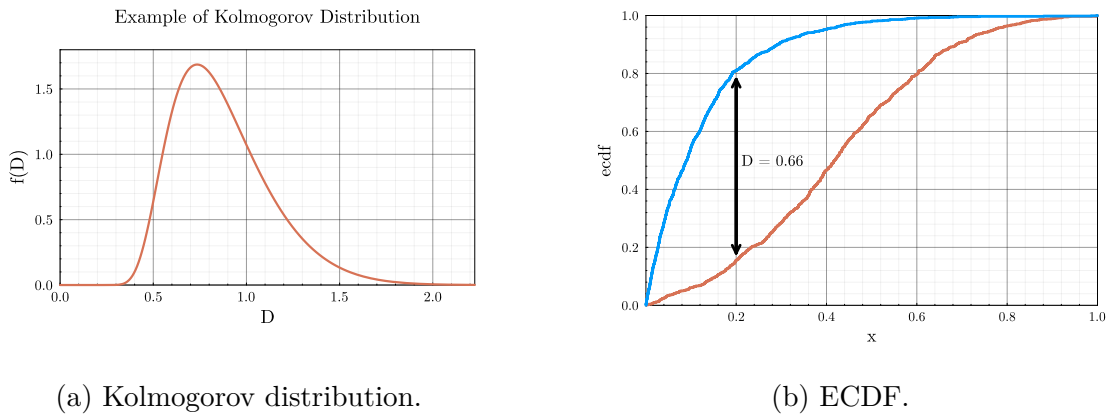 Example of Kolmogorov Distribution
f(D)
1.5
1.0
0.5
0.0
0.0 0.5 1.0 1.5 2.0
D
(a) Kolmogorov distribution.
ecdf
1.0
0.8
0.6
0.4
0.2
0.0
D = 0.66
0.2 0.4 0.6 0.8 1.0
x
(b) ECDF.